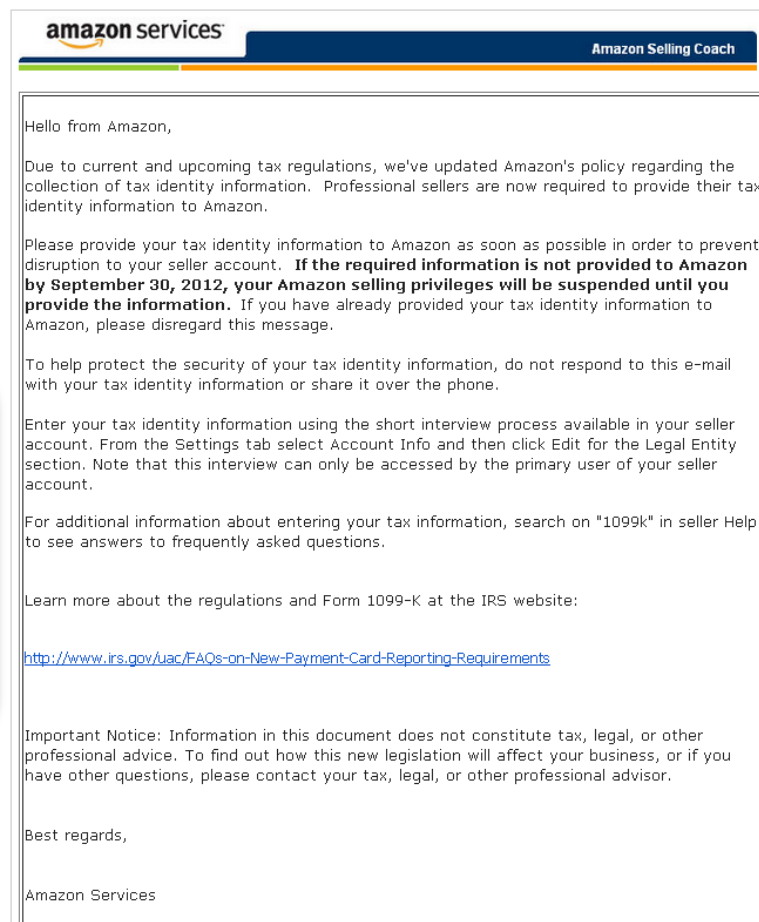 amazon services
Amazon Selling Coach
Hello from Amazon,
Due to current and upcoming tax regulations, we've updated Amazon's policy regarding the
collection of tax identity information.  Professional sellers are now required to provide their tax
identity information to Amazon.
Please provide your tax identity information to Amazon as soon as possible in order to prevent
disruption to your seller account.  If the required information is not provided to Amazon
by September 30, 2012, your Amazon selling privileges will be suspended until you
provide the information.  If you have already provided your tax identity information to
Amazon, please disregard this message.
To help protect the security of your tax identity information, do not respond to this e-mail
with your tax identity information or share it over the phone.
Enter your tax identity information using the short interview process available in your seller
account. From the Settings tab select Account Info and then click Edit for the Legal Entity
section. Note that this interview can only be accessed by the primary user of your seller
account.
For additional information about entering your tax information, search on "1099k" in seller Help
to see answers to frequently asked questions.
Learn more about the regulations and Form 1099-K at the IRS website:
http://www.irs.gov/uac/FAQs-on-New-Payment-Card-Reporting-Requirements
Important Notice: Information in this document does not constitute tax, legal, or other
professional advice. To find out how this new legislation will affect your business, or if you
have other questions, please contact your tax, legal, or other professional advisor.
Best regards,
Amazon Services